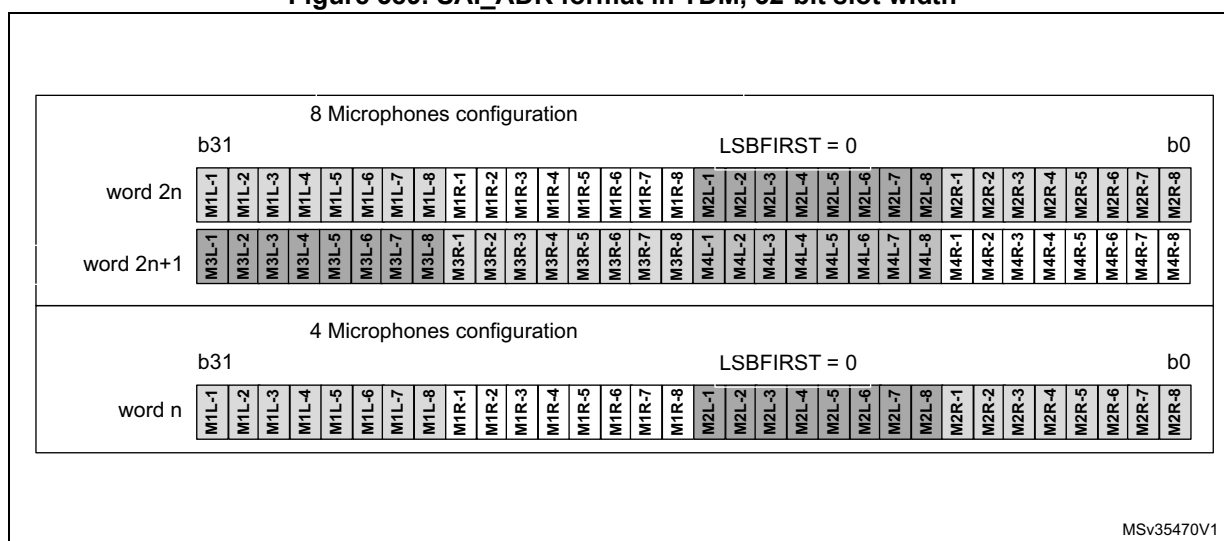 Figure SAI_ADR format in TDM, 32-bit slot width
8 Microphones configuration
b31 LSBFIRST = 0 b0
word 2n M1L-1 M1L-2 M1L-3 M1L-4 M1L-5 M1L-6 M1L-7 M1L-8 M1R-1 M1R-2 M1R-3 M1R-4 M1R-5 M1R-6 M1R-7 M1R-8 M2L-1 M2L-2 M2L-3 M2L-4 M2L-5 M2L-6 M2L-7 M2L-8 M2R-1 M2R-2 M2R-3 M2R-4 M2R-5 M2R-6 M2R-7 M2R-8
word 2n+1 M3L-1 M3L-2 M3L-3 M3L-4 M3L-5 M3L-6 M3L-7 M3L-8 M3R-1 M3R-2 M3R-3 M3R-4 M3R-5 M3R-6 M3R-7 M3R-8 M4L-1 M4L-2 M4L-3 M4L-4 M4L-5 M4L-6 M4L-7 M4L-8 M4R-1 M4R-2 M4R-3 M4R-4 M4R-5 M4R-6 M4R-7 M4R-8
4 Microphones configuration
b31 LSBFIRST = 0 b0
word n M1L-1 M1L-2 M1L-3 M1L-4 M1L-5 M1L-6 M1L-7 M1L-8 M1R-1 M1R-2 M1R-3 M1R-4 M1R-5 M1R-6 M1R-7 M1R-8 M2L-1 M2L-2 M2L-3 M2L-4 M2L-5 M2L-6 M2L-7 M2L-8 M2R-1 M2R-2 M2R-3 M2R-4 M2R-5 M2R-6 M2R-7 M2R-8
MSv35470V1